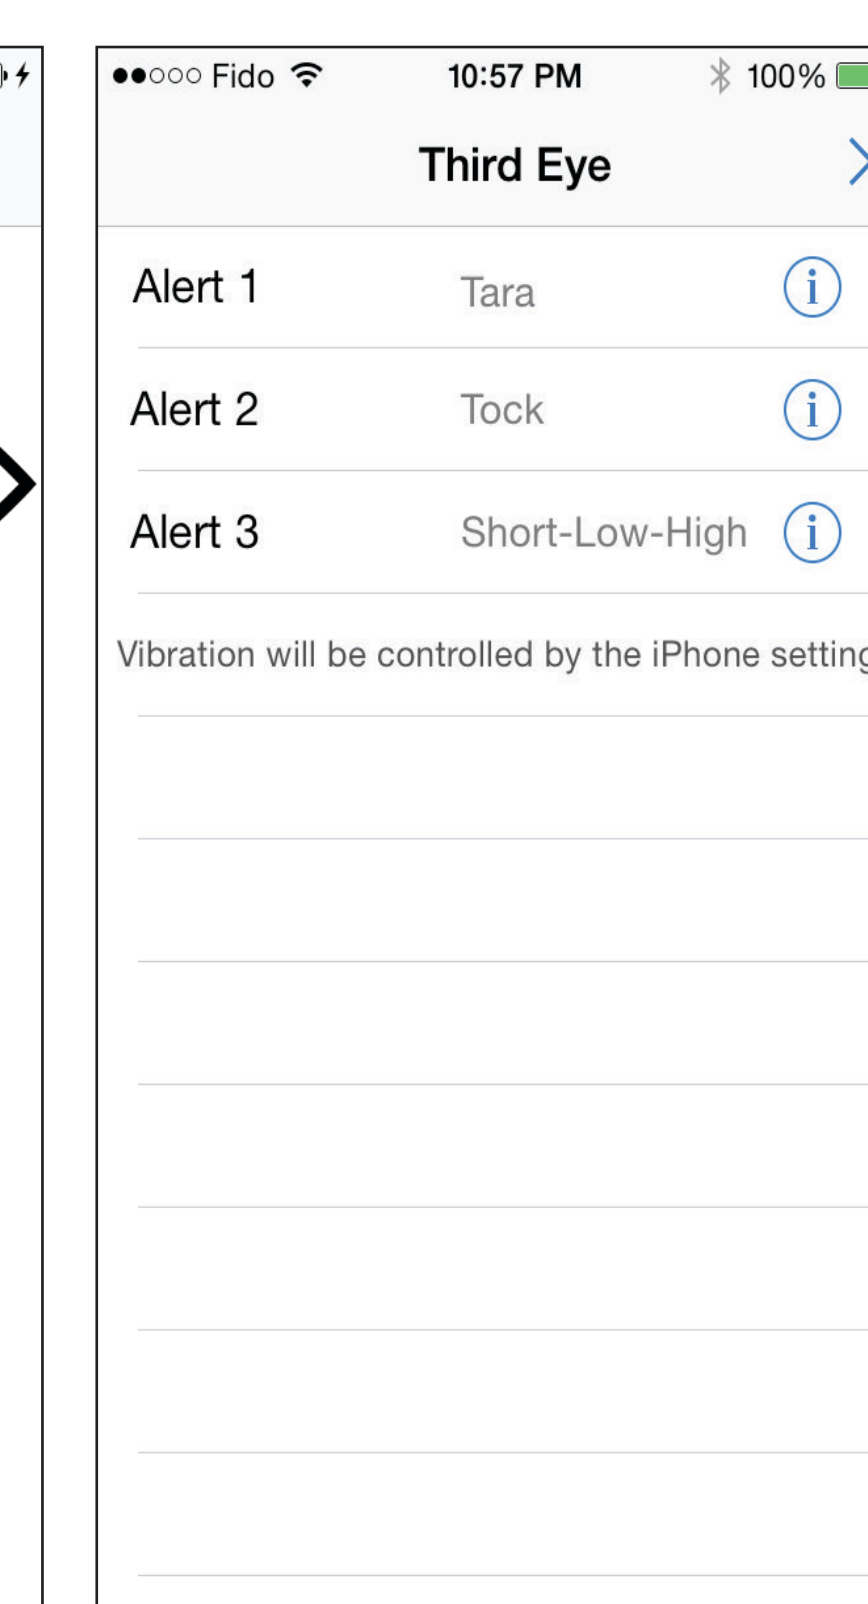 Fido 10:57 PM 100%
Third Eye
Alert 1 Tara
Alert 2 Tock
Alert 3 Short-Low-High
Vibration will be controlled by the iPhone